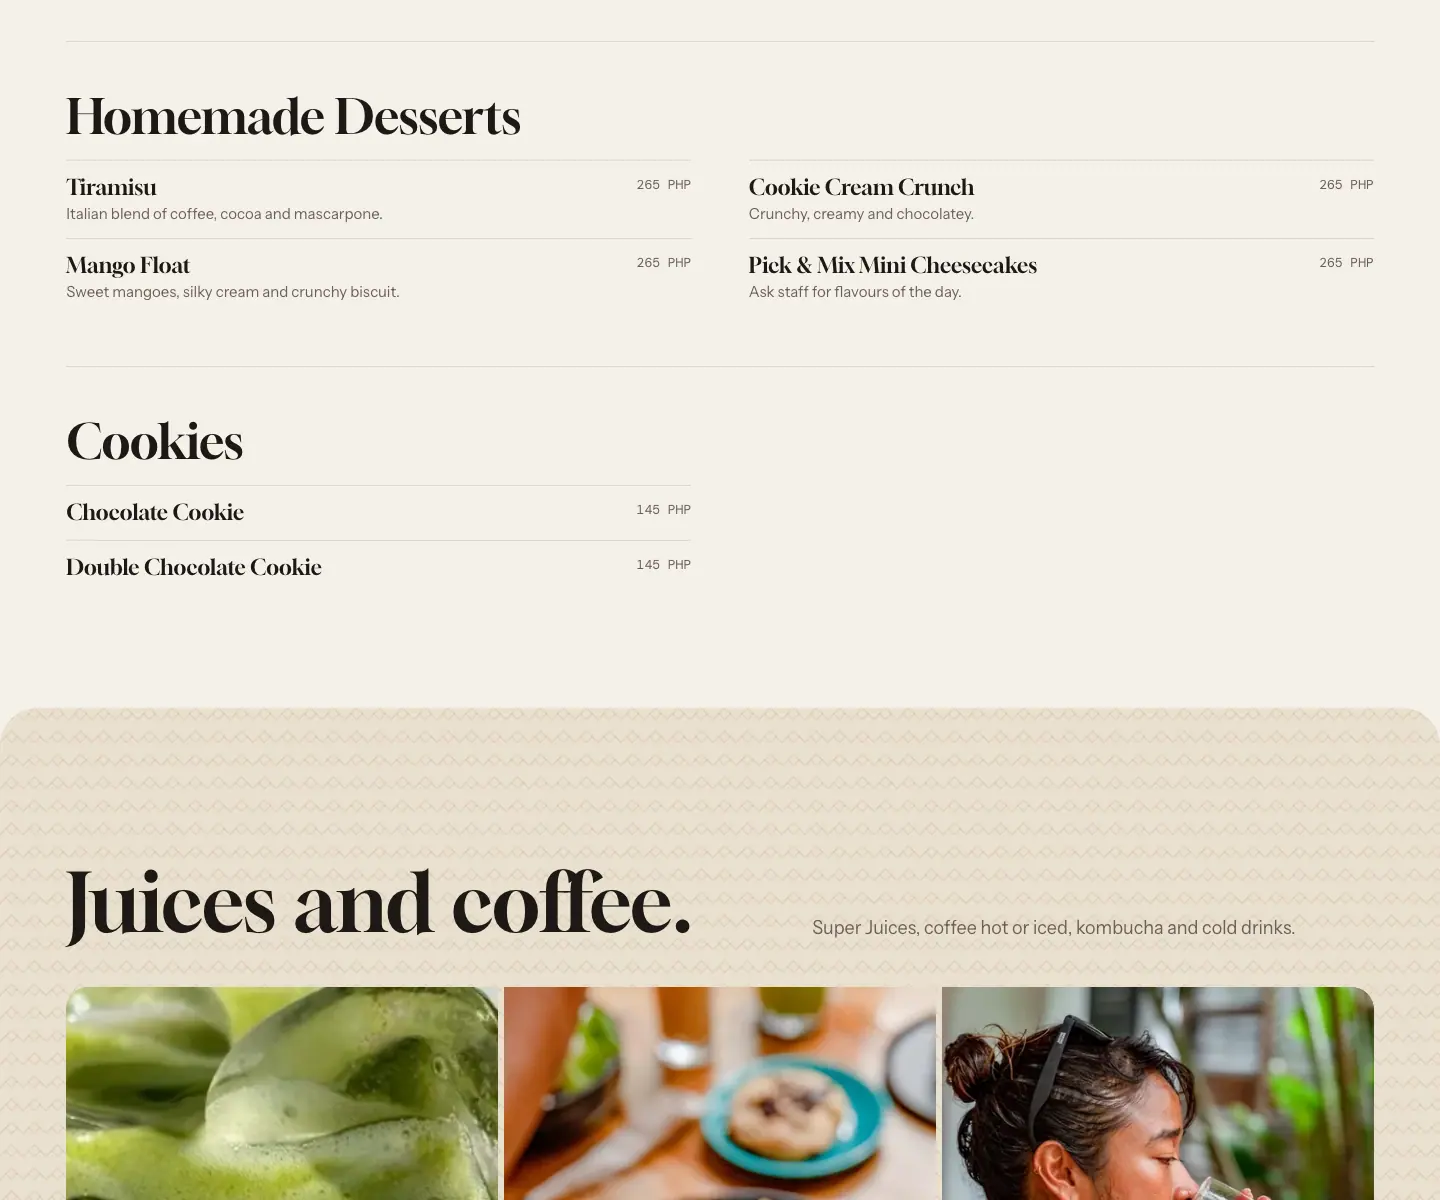 Homemade Desserts
Tiramisu 265 PHP
Italian blend of coffee, cocoa and mascarpone.
Mango Float 265 PHP
Sweet mangoes, silky cream and crunchy biscuit.
Cookie Cream Crunch 265 PHP
Crunchy, creamy and chocolatey.
Pick & Mix Mini Cheesecakes 265 PHP
Ask staff for flavours of the day.
Cookies
Chocolate Cookie 145 PHP
Double Chocolate Cookie 145 PHP
Juices and coffee.
Super Juices, coffee hot or iced, kombucha and cold drinks.